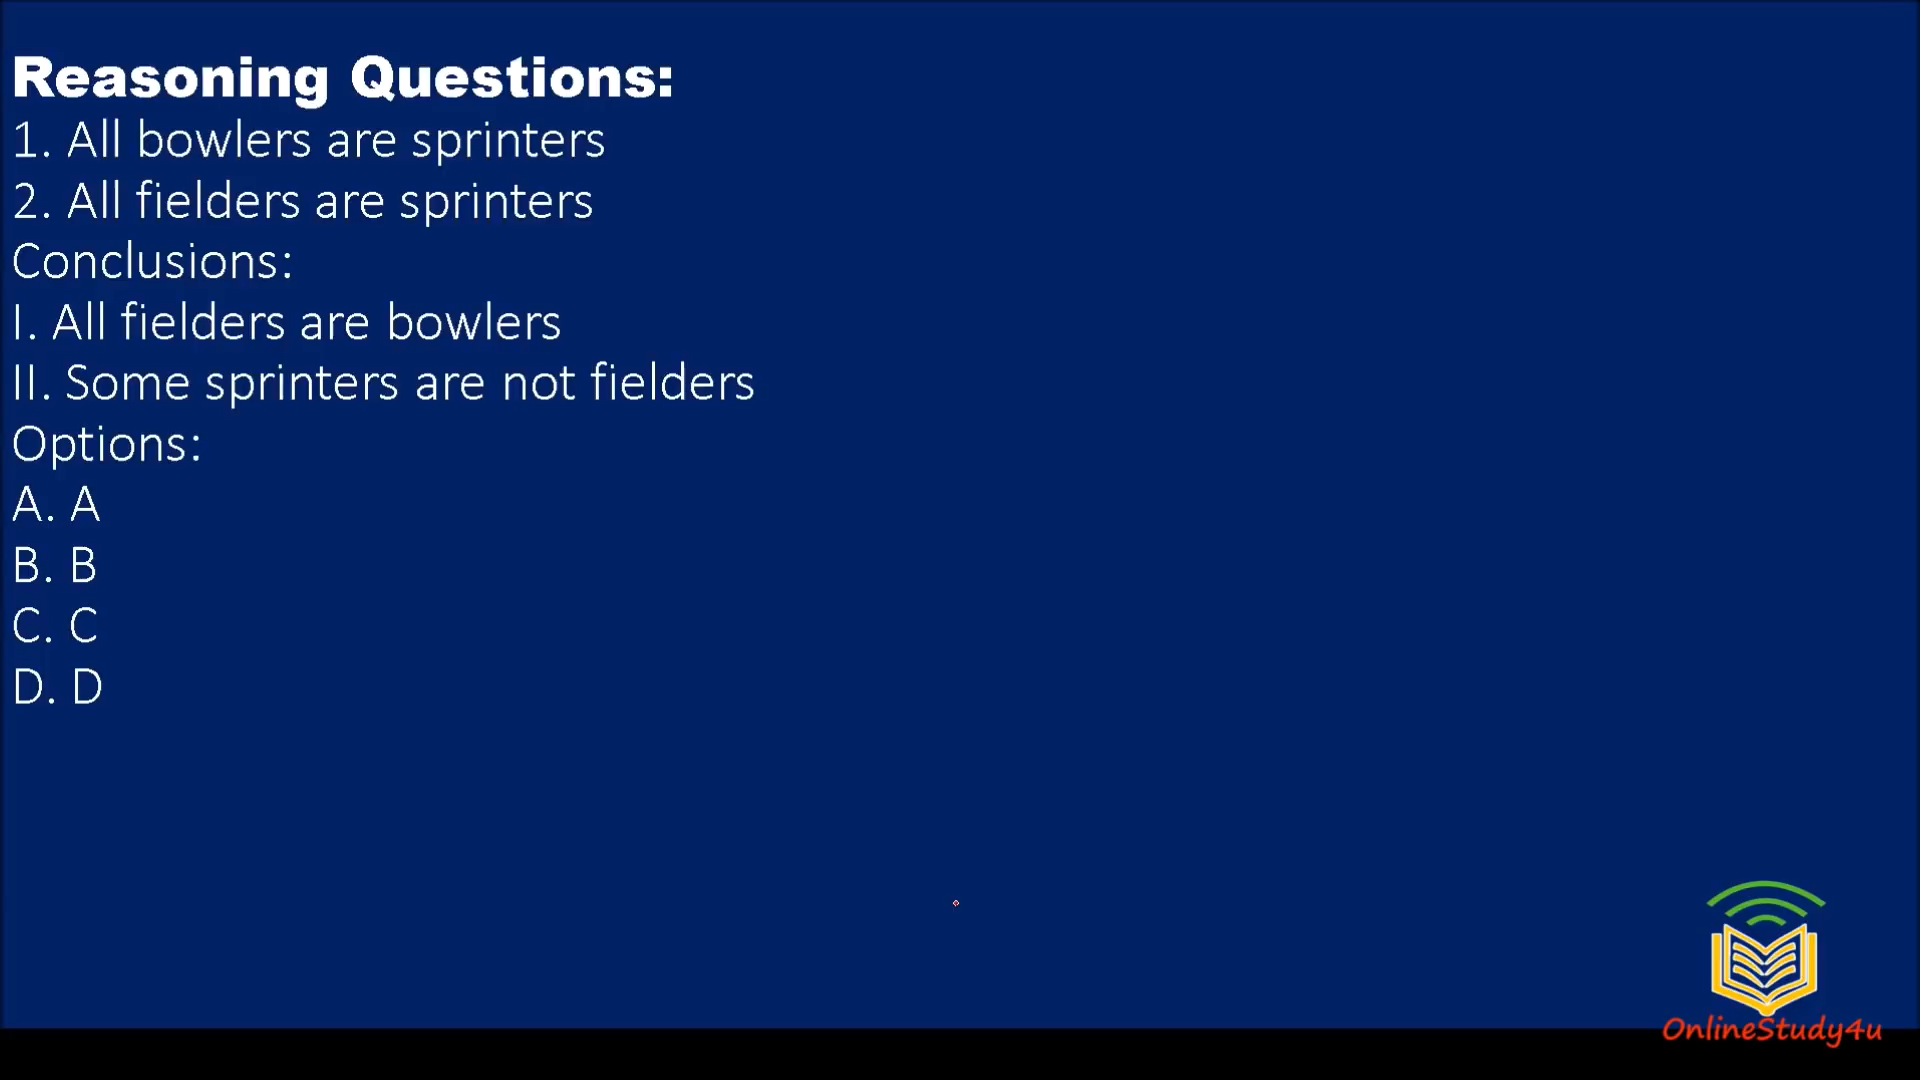 Reasoning Questions:
1. All bowlers are sprinters
2. All fielders are sprinters
Conclusions:
I. All fielders are bowlers
II. Some sprinters are not fielders
Options:
A. A
B. B
C. C
D. D
OnlineStudy4u